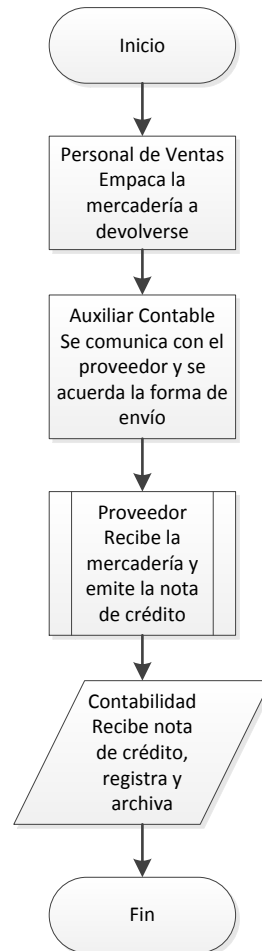 Inicio
Personal de Ventas
Empaca la
mercadería a
devolverse
Auxiliar Contable
Se comunica con el
proveedor y se
acuerda la forma de
envío
Proveedor
Recibe la
mercadería y
emite la nota
de crédito
Contabilidad
Recibe nota
de crédito,
registra y
archiva
Fin